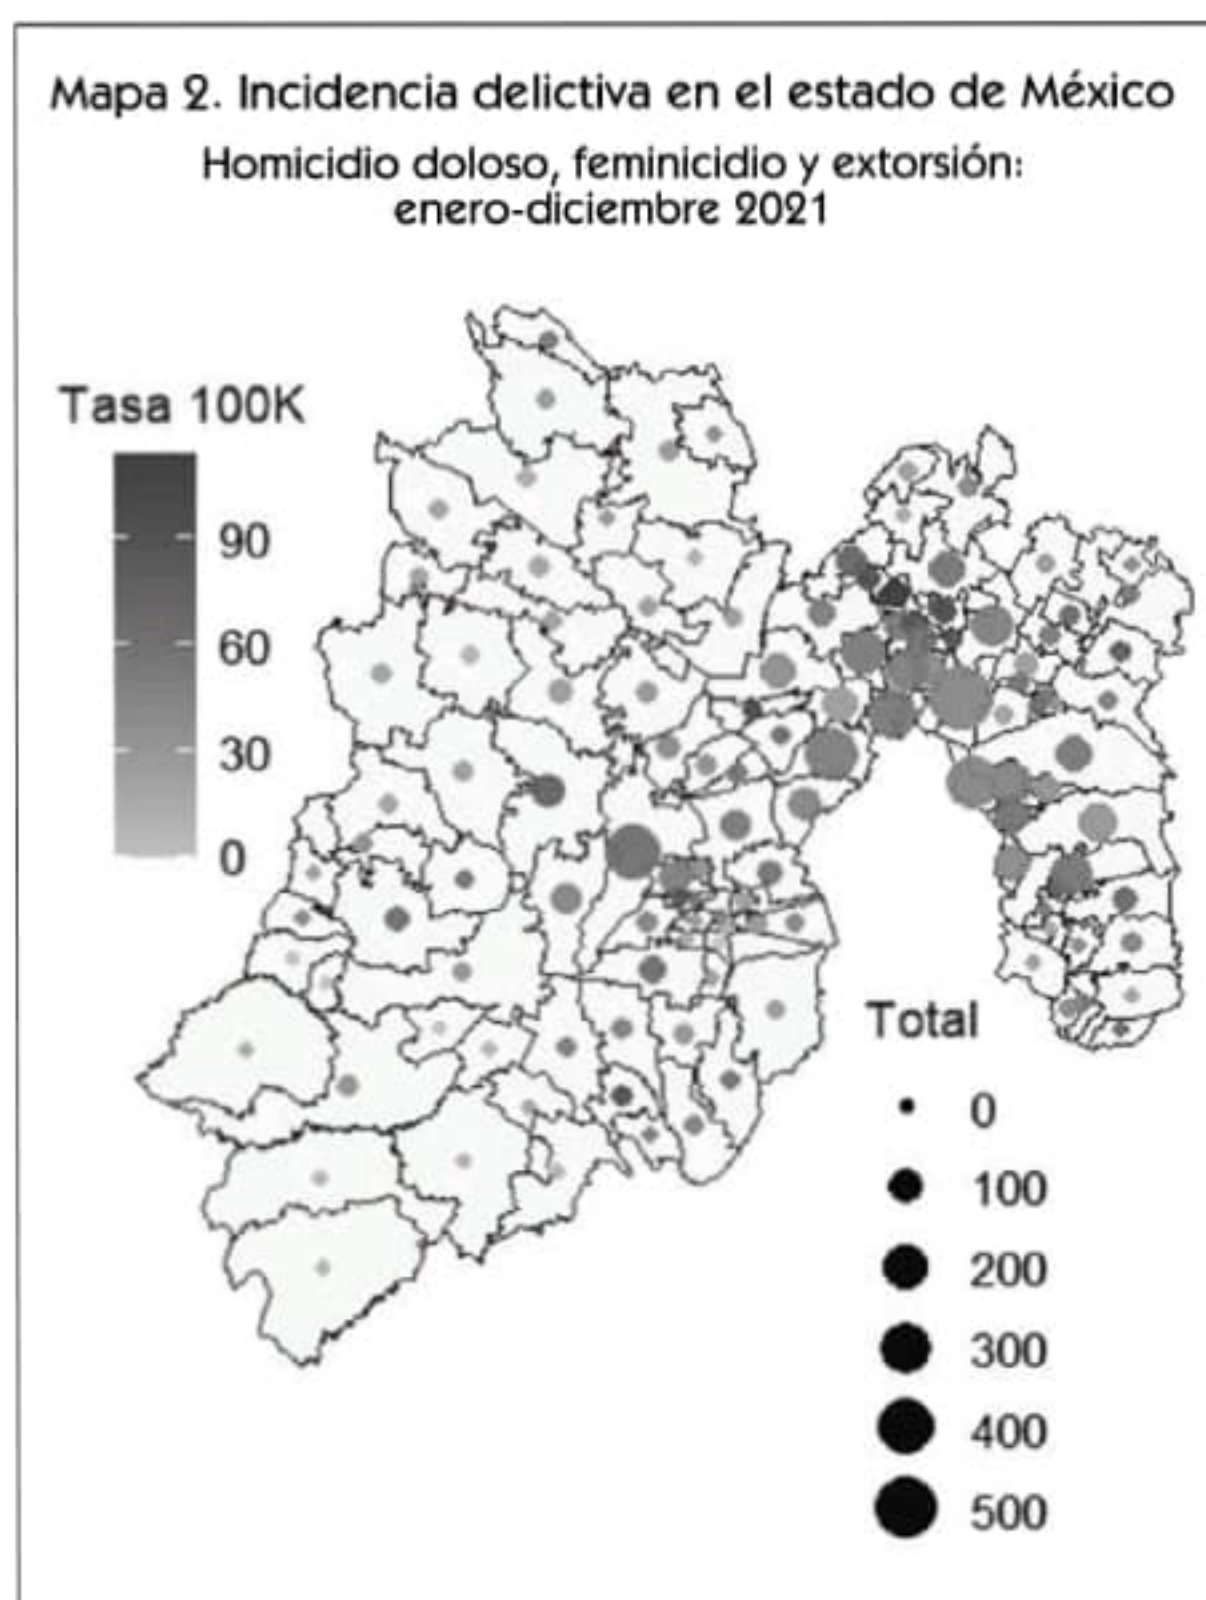 Mapa 2. Incidencia delictiva en el estado de México
Homicidio doloso, feminicidio y extorsión:
enero-diciembre 2021
Tasa 100K
90
60
30
0
Total
0
100
200
300
400
500